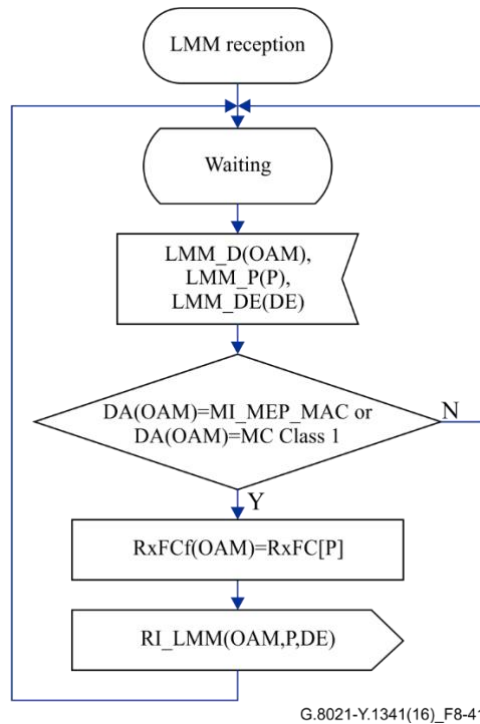 LMM reception
Waiting
LMM_D(OAM),
LMM_P(P),
LMM_DE(DE)
DA(OAM)=MI_MEP_MAC or
DA(OAM)=MC Class 1
N
Y
RxFCf(OAM)=RxFC[P]
RI_LMM(OAM,P,DE)
G.8021-Y.1341(16)_F8-41